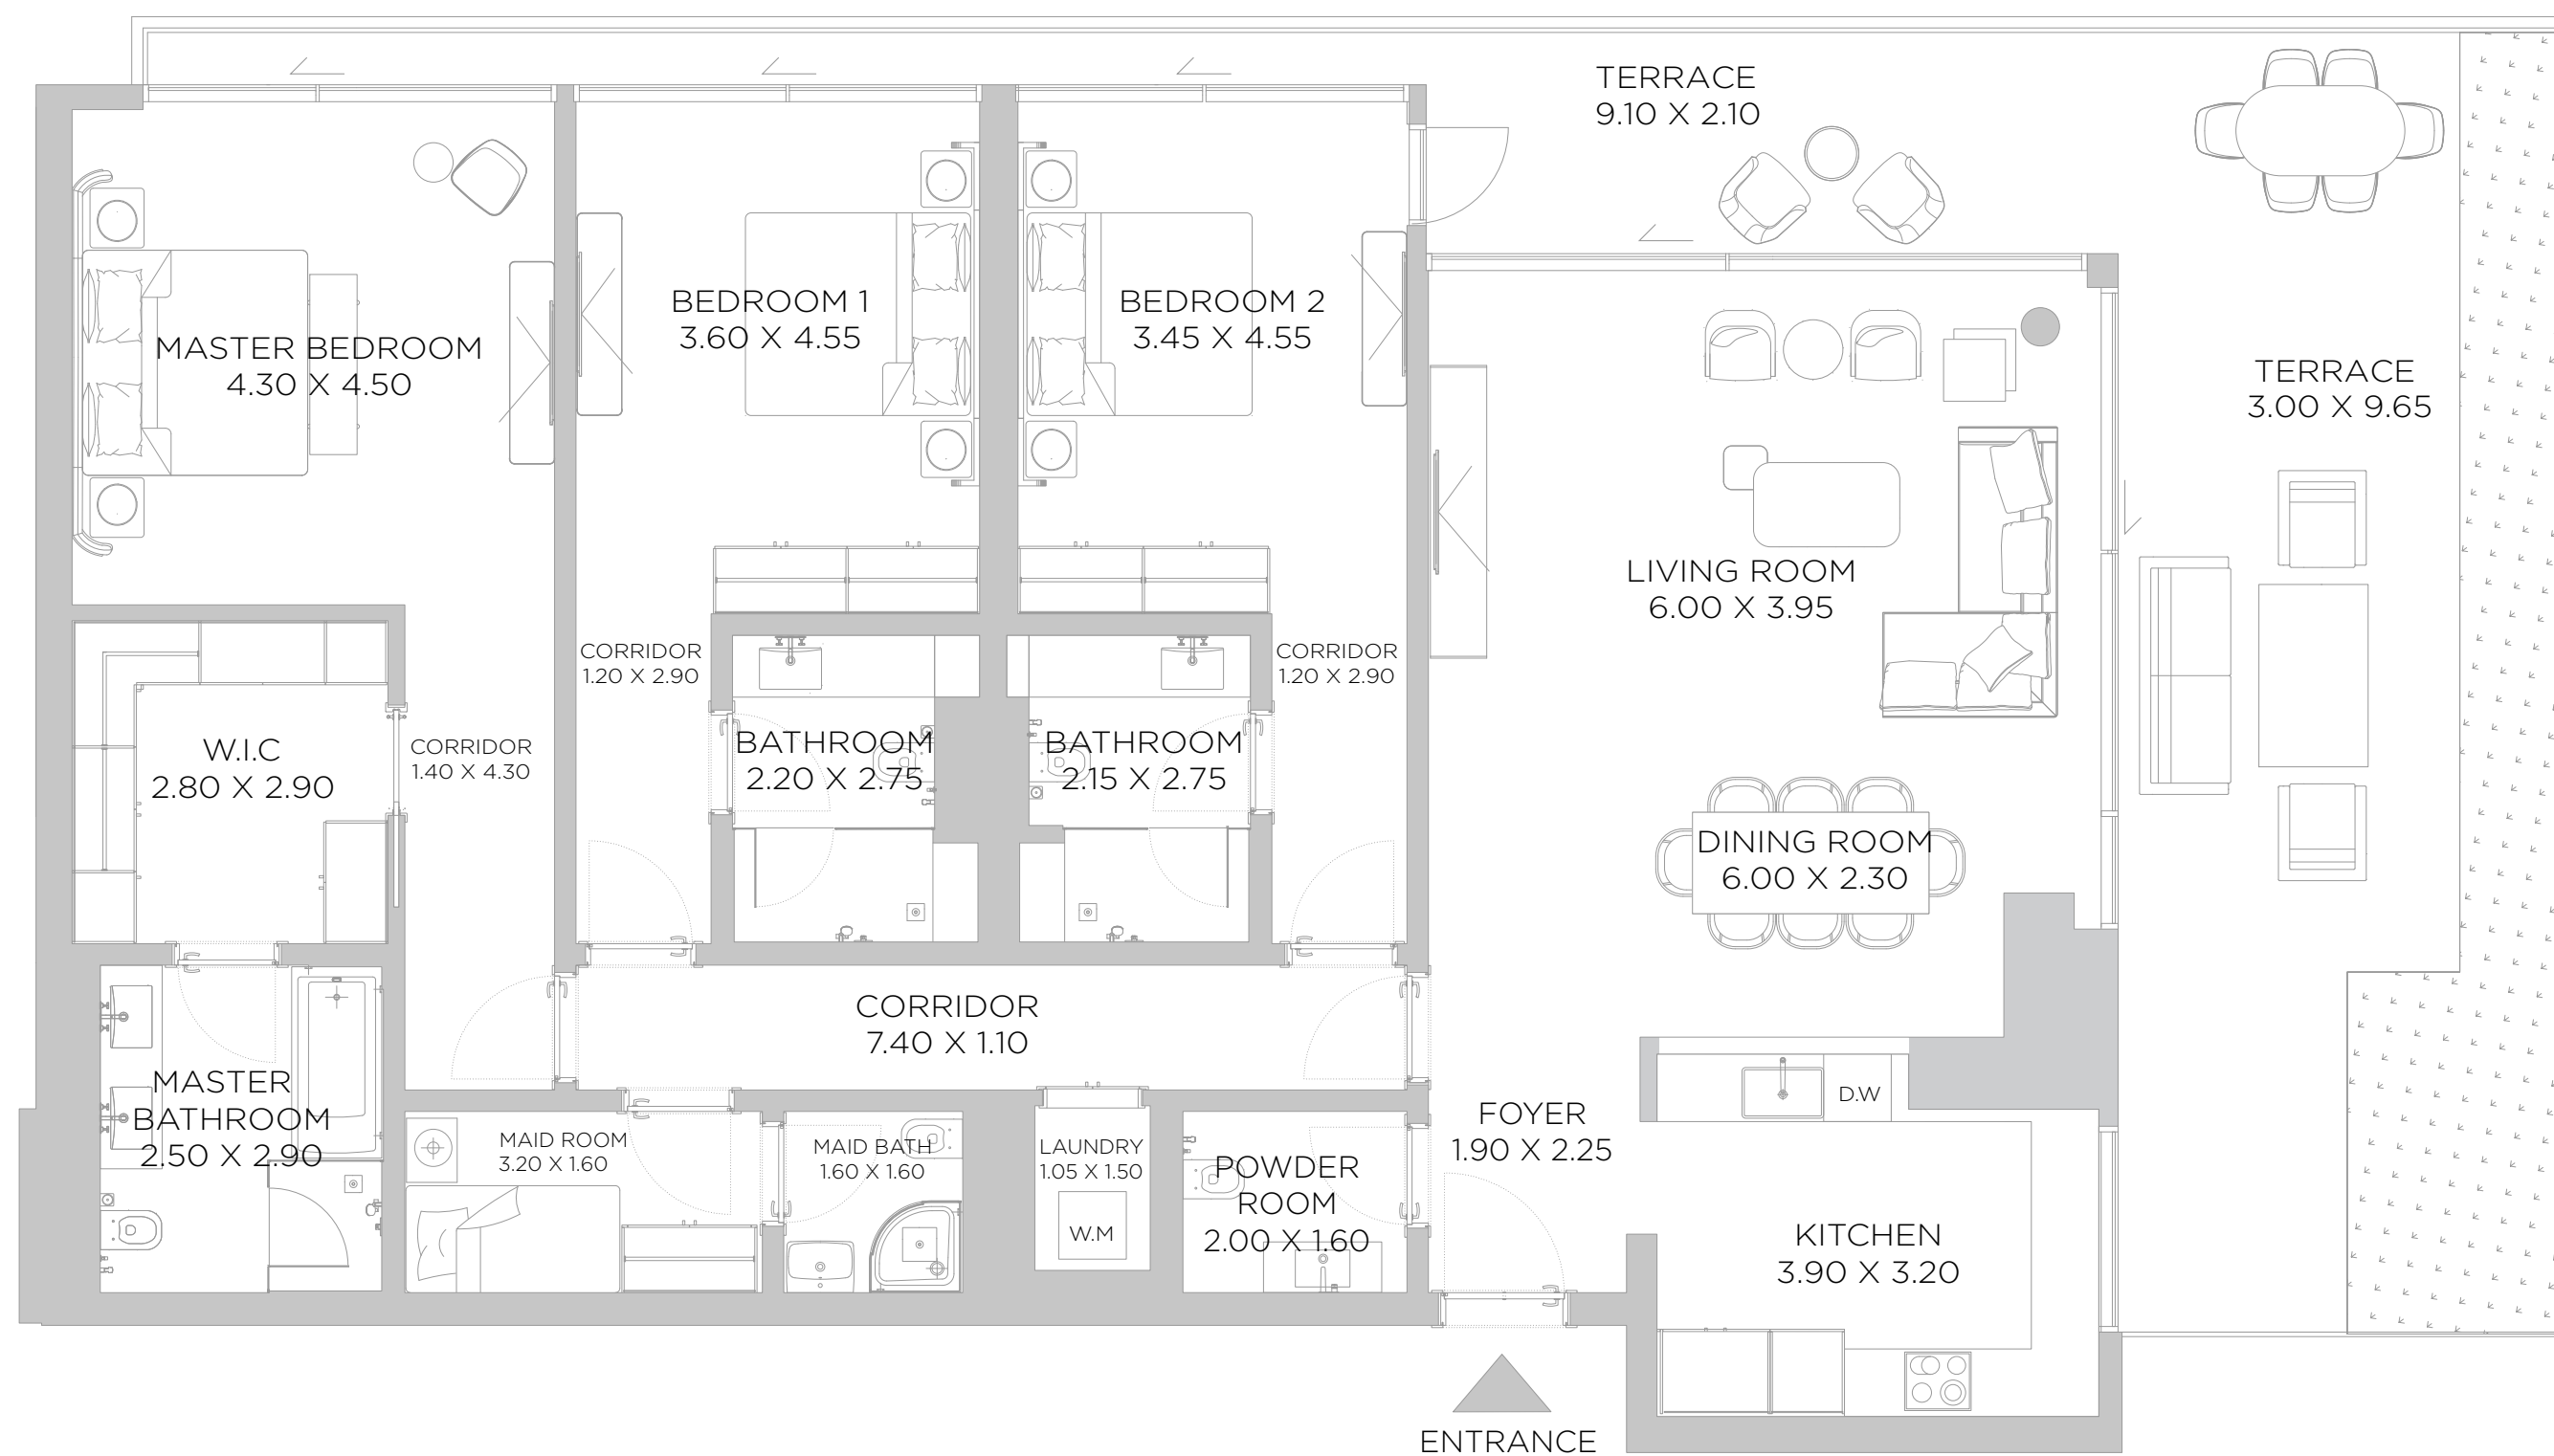 TERRACE
9.10 X 2.10
MASTER BEDROOM
4.30 X 4.50
BEDROOM 1
3.60 X 4.55
BEDROOM 2
3.45 X 4.55
TERRACE
3.00 X 9.65
LIVING ROOM
6.00 X 3.95
CORRIDOR
1.20 X 2.90
CORRIDOR
1.20 X 2.90
W.I.C
2.80 X 2.90
CORRIDOR
1.40 X 4.30
BATHROOM
2.20 X 2.75
BATHROOM
2.15 X 2.75
DINING ROOM
6.00 X 2.30
CORRIDOR
7.40 X 1.10
MASTER
BATHROOM
2.50 X 2.90
MAID ROOM
3.20 X 1.60
MAID BATH
1.60 X 1.60
LAUNDRY
1.05 X 1.50
W.M
POWDER
ROOM
2.00 X 1.60
FOYER
1.90 X 2.25
D.W
KITCHEN
3.90 X 3.20
ENTRANCE